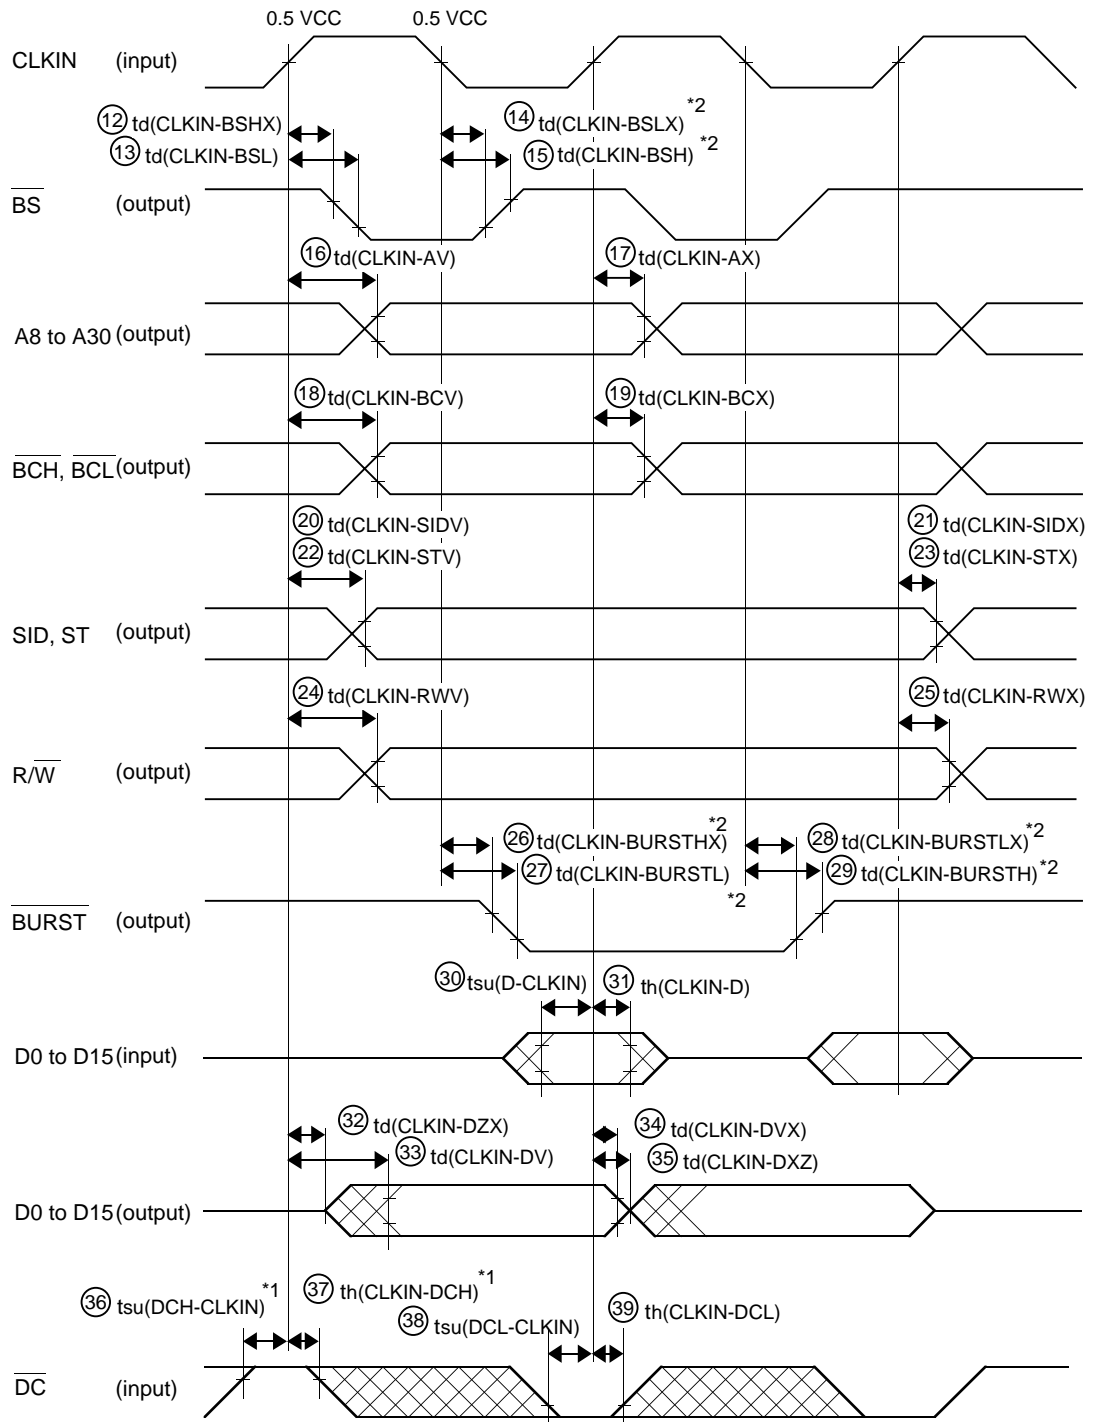 0.5 VCC 0.5 VCC
CLKIN (input)
12 td(CLKIN-BSHX) 14 td(CLKIN-BSLX) *2
13 td(CLKIN-BSL) 15 td(CLKIN-BSH) *2
BS (output)
16 td(CLKIN-AV) 17 td(CLKIN-AX)
A8 to A30 (output)
18 td(CLKIN-BCV) 19 td(CLKIN-BCX)
BCH, BCL (output)
20 td(CLKIN-SIDV) 21 td(CLKIN-SIDX)
22 td(CLKIN-STV) 23 td(CLKIN-STX)
SID, ST (output)
24 td(CLKIN-RWV) 25 td(CLKIN-RWX)
R/W (output)
26 td(CLKIN-BURSTHX) *2 28 td(CLKIN-BURSTLX) *2
27 td(CLKIN-BURSTL) *2 29 td(CLKIN-BURSTH) *2
BURST (output)
30 tsu(D-CLKIN) 31 th(CLKIN-D)
D0 to D15 (input)
32 td(CLKIN-DZX) 34 td(CLKIN-DVX)
33 td(CLKIN-DV) 35 td(CLKIN-DXZ)
D0 to D15 (output)
36 tsu(DCH-CLKIN) *1 37 th(CLKIN-DCH) *1
38 tsu(DCL-CLKIN) 39 th(CLKIN-DCL)
DC (input)